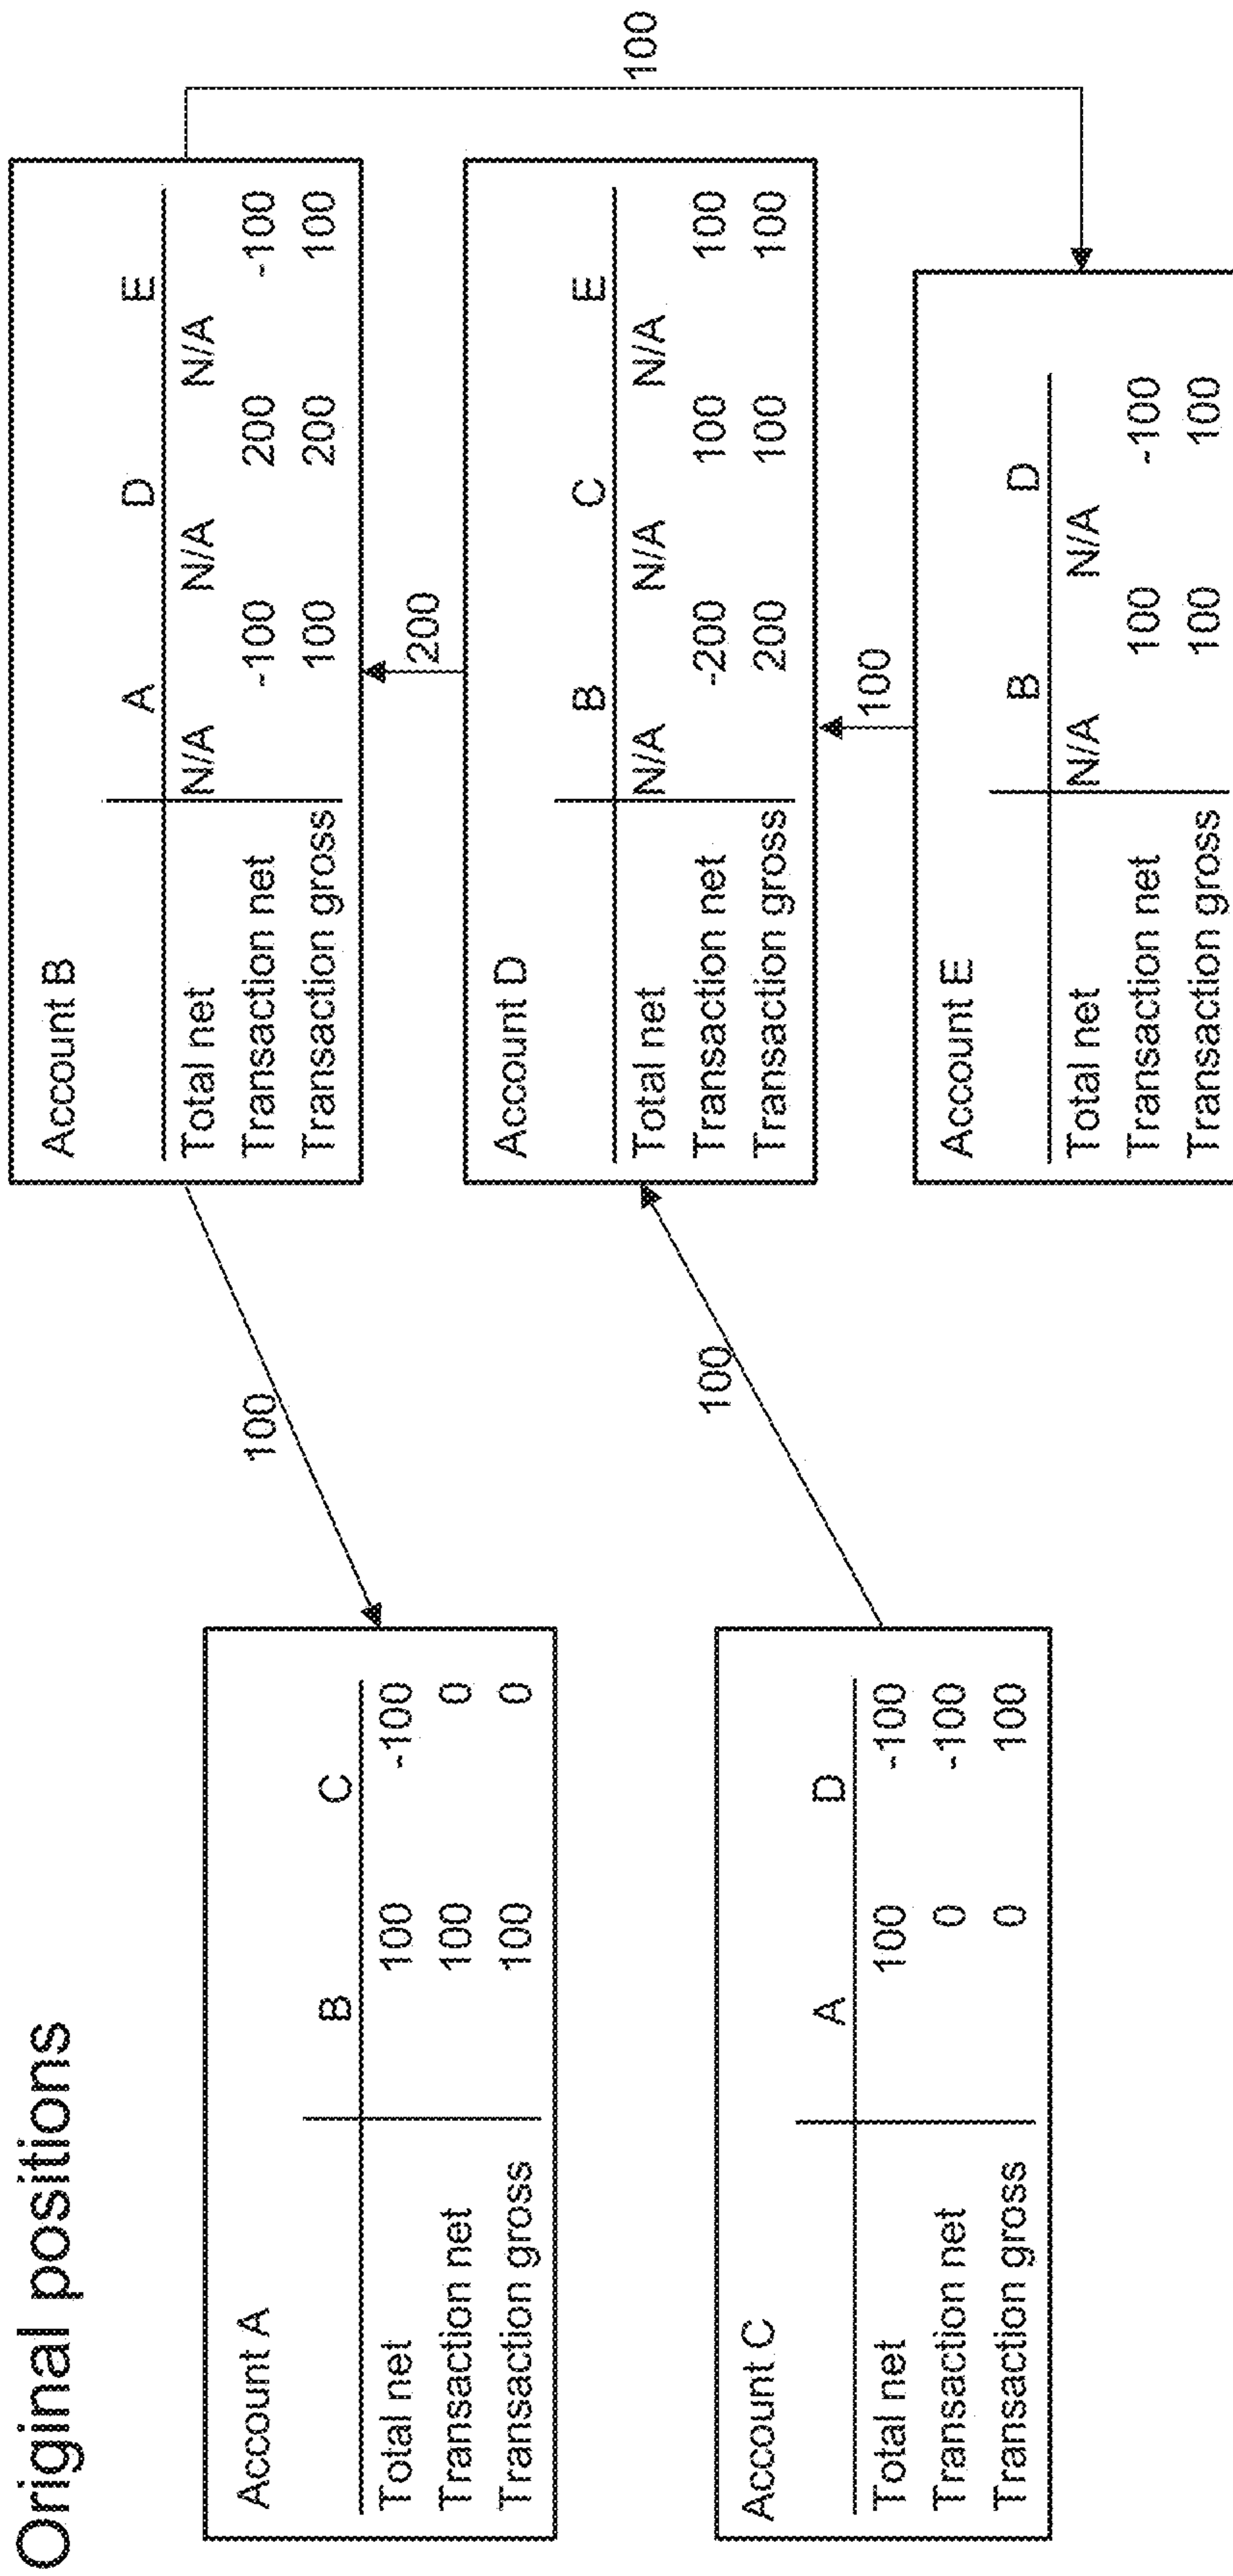 Original positions
Account A
B C
Total net 100 -100
Transaction net 100 0
Transaction gross 100 0
100
Account B
A D E
Total net N/A N/A N/A
Transaction net -100 200 -100
Transaction gross 100 200 100
200
100
Account C
A D
Total net 100 -100
Transaction net 0 -100
Transaction gross 0 100
100
Account D
B C E
Total net N/A N/A N/A
Transaction net -200 100 100
Transaction gross 200 100 100
100
Account E
B D
Total net N/A N/A
Transaction net 100 -100
Transaction gross 100 100